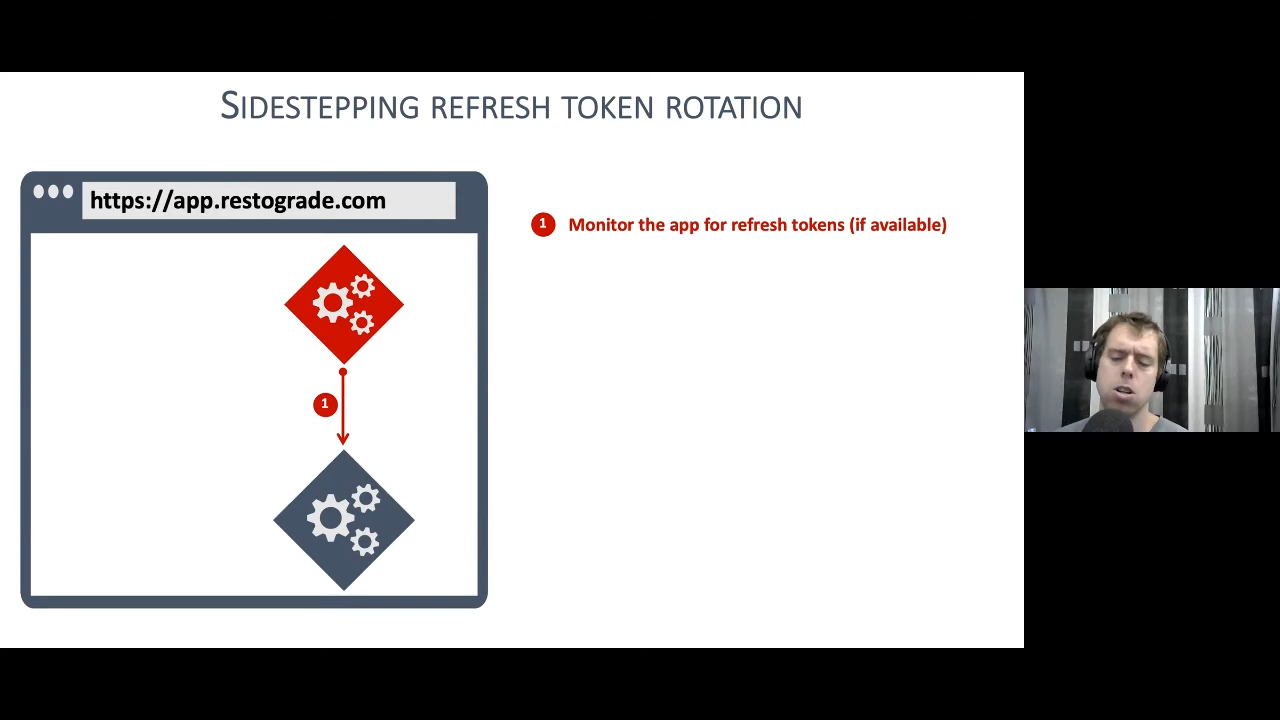 SIDESTEPPING REFRESH TOKEN ROTATION
https://app.restograde.com
1 Monitor the app for refresh tokens (if available)
1